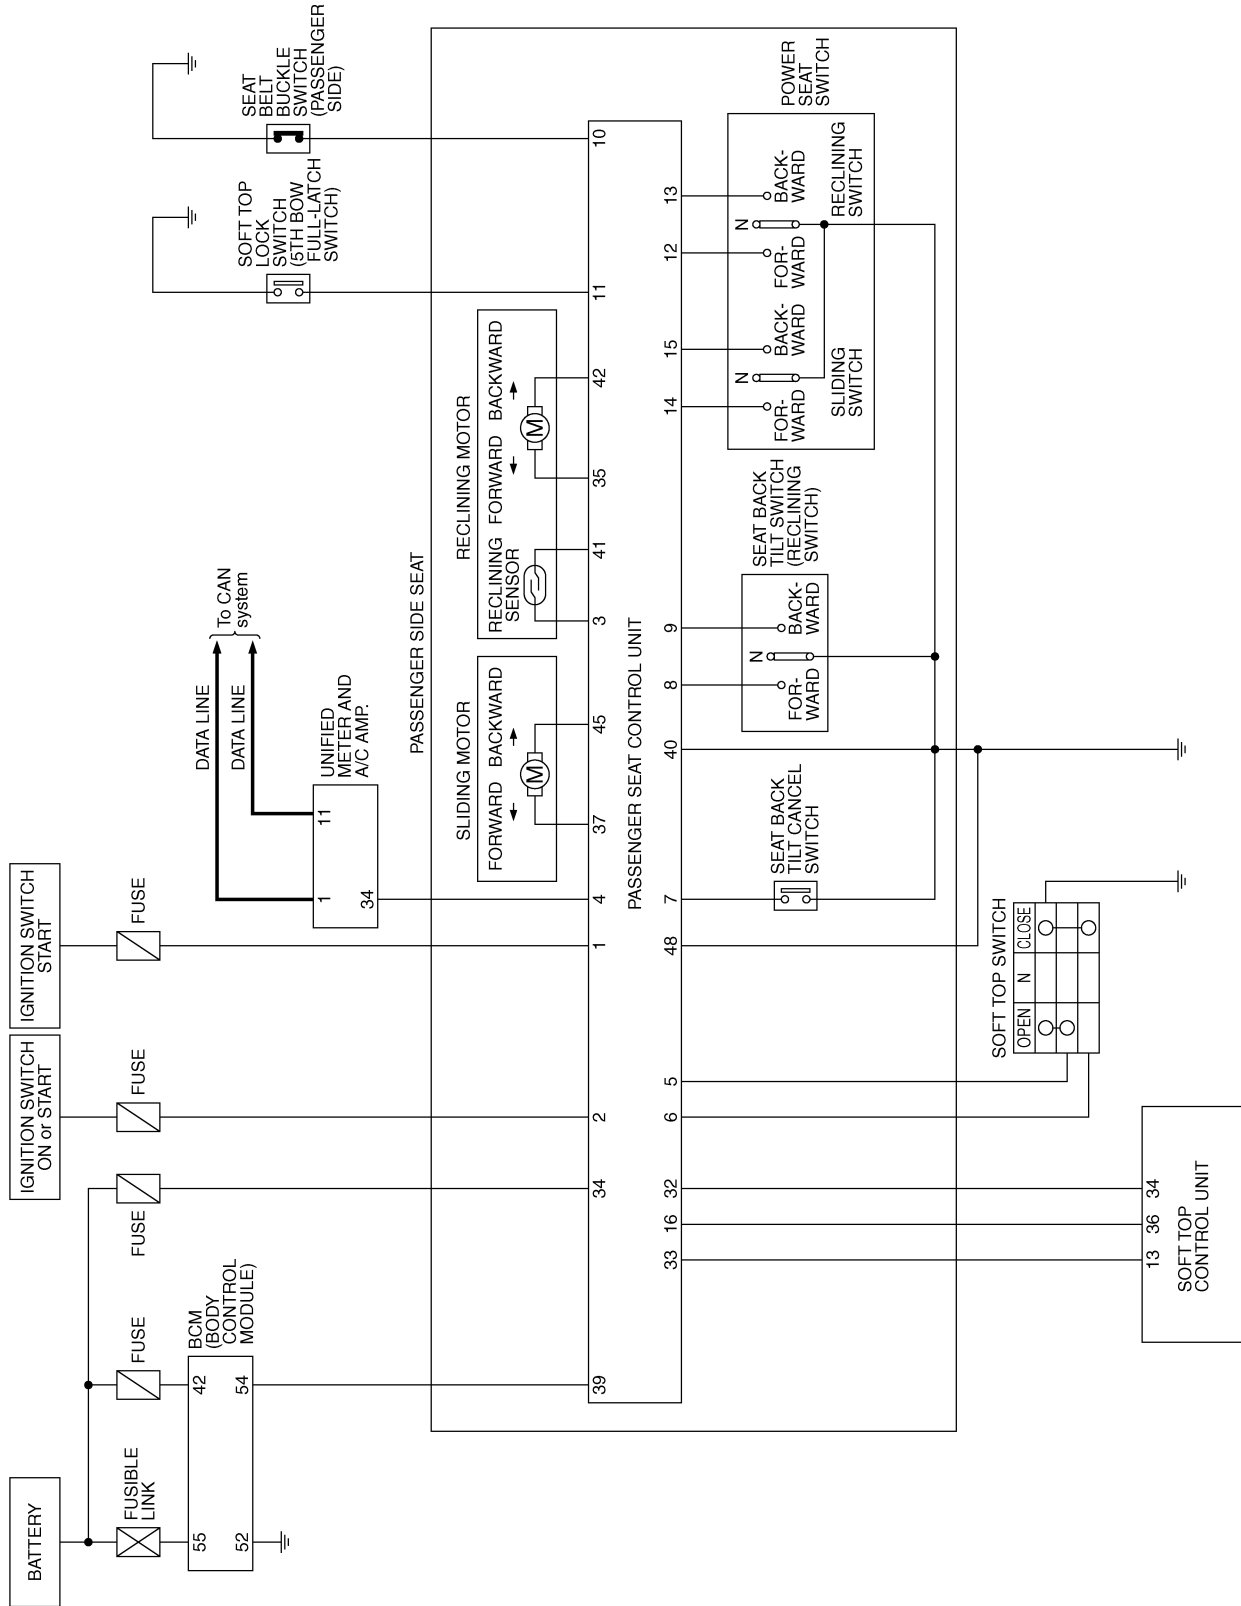 BATTERY
IGNITION SWITCH
ON or START
IGNITION SWITCH
START
FUSIBLE
LINK
FUSE
FUSE
FUSE
FUSE
55
42
52
54
BCM
(BODY
CONTROL
MODULE)
DATA LINE
DATA LINE
To CAN
system
1
11
34
UNIFIED
METER AND
A/C AMP.
SOFT TOP
LOCK
SWITCH
(5TH BOW
FULL-LATCH
SWITCH)
SEAT
BELT
BUCKLE
SWITCH
(PASSENGER
SIDE)
PASSENGER SIDE SEAT
SLIDING MOTOR
FORWARD
BACKWARD
M
RECLINING MOTOR
RECLINING
SENSOR
FORWARD
BACKWARD
M
39
34
2
1
4
37
45
3
41
35
42
11
10
PASSENGER SEAT CONTROL UNIT
33
16
32
6
5
48
7
40
8
9
14
15
12
13
SEAT BACK
TILT CANCEL
SWITCH
SEAT BACK
TILT SWITCH
(RECLINING
SWITCH)
N
FOR-
WARD
BACK-
WARD
POWER
SEAT
SWITCH
N
FOR-
WARD
BACK-
WARD
SLIDING
SWITCH
N
FOR-
WARD
BACK-
WARD
RECLINING
SWITCH
SOFT TOP SWITCH
OPEN
N
CLOSE
13
36
34
SOFT TOP
CONTROL UNIT